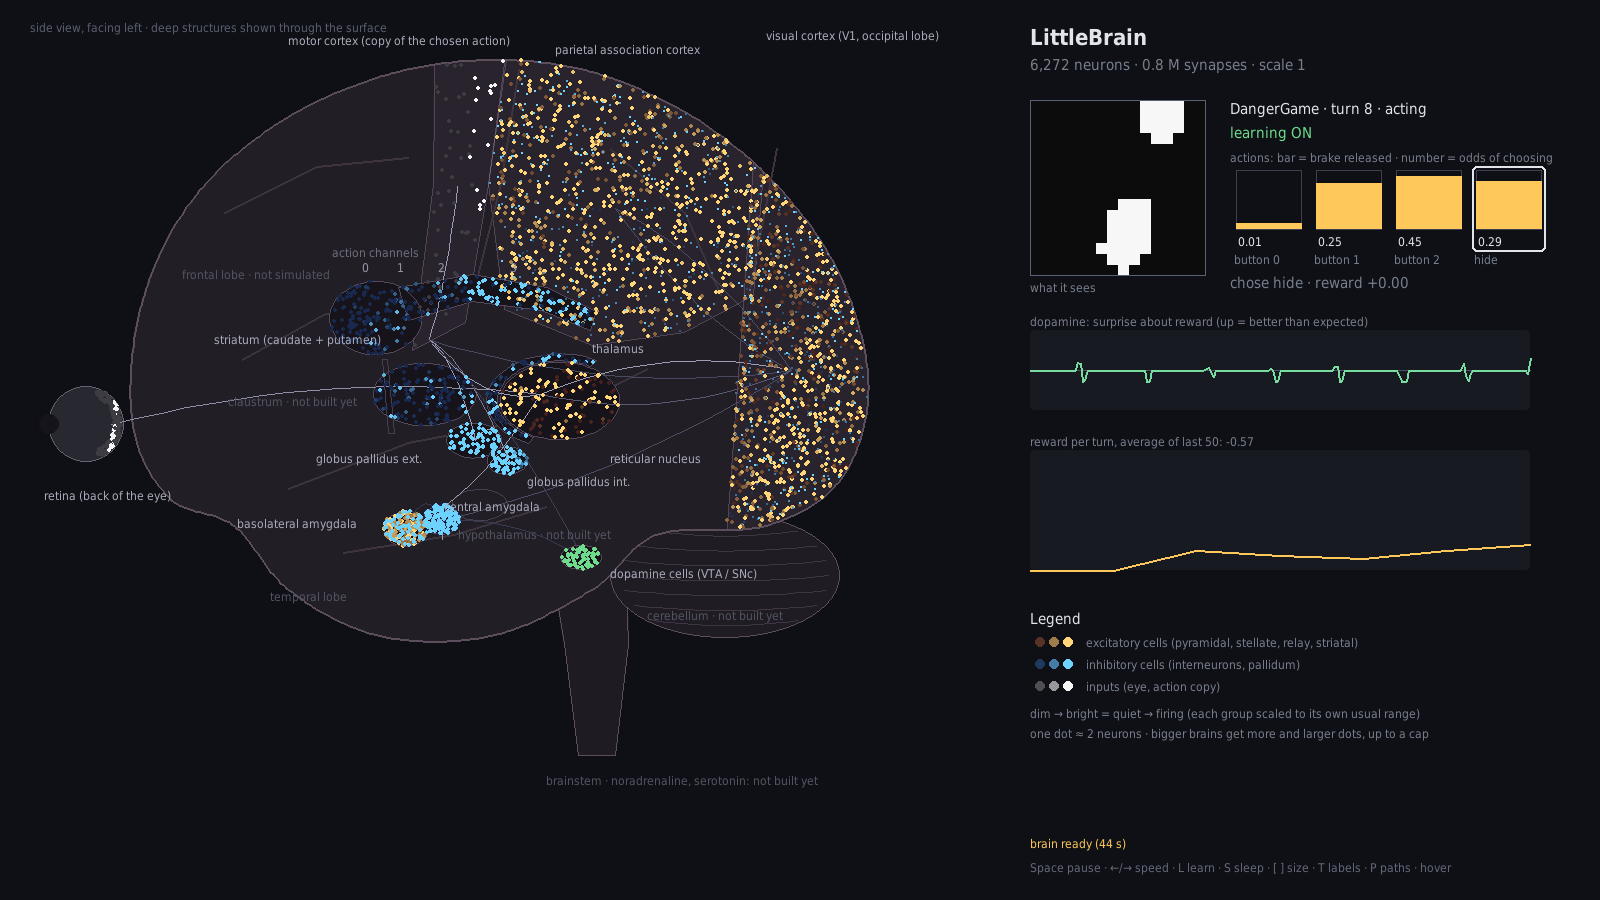 side view, facing left · deep structures shown through the surface
motor cortex (copy of the chosen action)
parietal association cortex
visual cortex (V1, occipital lobe)
action channels
0 1 2
frontal lobe · not simulated
striatum (caudate + putamen)
thalamus
claustrum · not built yet
globus pallidus ext.
reticular nucleus
globus pallidus int.
retina (back of the eye)
basolateral amygdala
entral amygdala
hypothalamus · not built yet
dopamine cells (VTA / SNc)
temporal lobe
cerebellum · not built yet
brainstem · noradrenaline, serotonin: not built yet
LittleBrain
6,272 neurons · 0.8 M synapses · scale 1
what it sees
DangerGame · turn 8 · acting
learning ON
actions: bar = brake released · number = odds of choosing
0.01 0.25 0.45 0.29
button 0 button 1 button 2 hide
chose hide · reward +0.00
dopamine: surprise about reward (up = better than expected)
reward per turn, average of last 50: -0.57
Legend
excitatory cells (pyramidal, stellate, relay, striatal)
inhibitory cells (interneurons, pallidum)
inputs (eye, action copy)
dim → bright = quiet → firing (each group scaled to its own usual range)
one dot ≈ 2 neurons · bigger brains get more and larger dots, up to a cap
brain ready (44 s)
Space pause · ←/→ speed · L learn · S sleep · [ ] size · T labels · P paths · hover